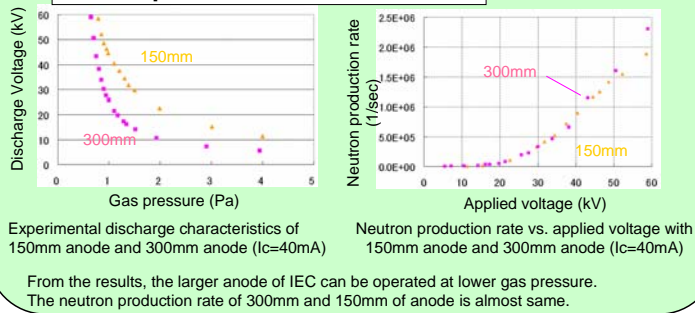 Discharge Voltage (kV)
60
50
40
30
20
10
0
150mm
300mm
0
1
2
3
4
5
Gas pressure (Pa)
Neutron production rate
(1/sec)
2.5E+06
2.0E+06
1.5E+06
1.0E+06
5.0E+05
0.0E+00
300mm
150mm
0
10
20
30
40
50
60
Applied voltage (kV)
Experimental discharge characteristics of
150mm anode and 300mm anode (Ic=40mA)
Neutron production rate vs. applied voltage with
150mm anode and 300mm anode (Ic=40mA)
From the results, the larger anode of IEC can be operated at lower gas pressure.
The neutron production rate of 300mm and 150mm of anode is almost same.